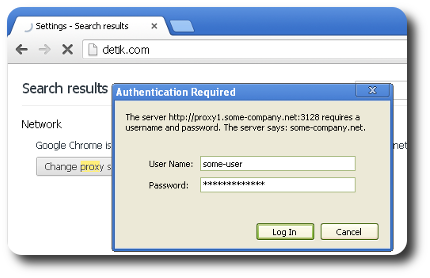 Settings - Search results
detik.com
Search results
Authentication Required
The server http://proxy1.some-company.net:3128 requires a
username and password. The server says: some-company.net.
Network
Google Chrome is
net
User Name: some-user
Change proxy s
Password: *************
Log In Cancel